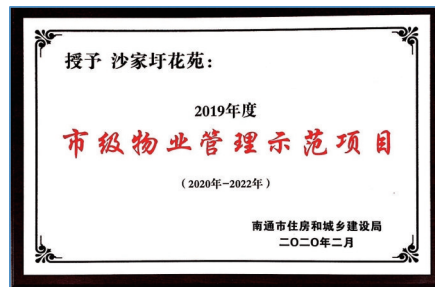 授予 沙家圩花苑：
2019年度
市级物业管理示范项目
（2020年-2022年）
南通市住房和城乡建设局
二〇二〇年二月